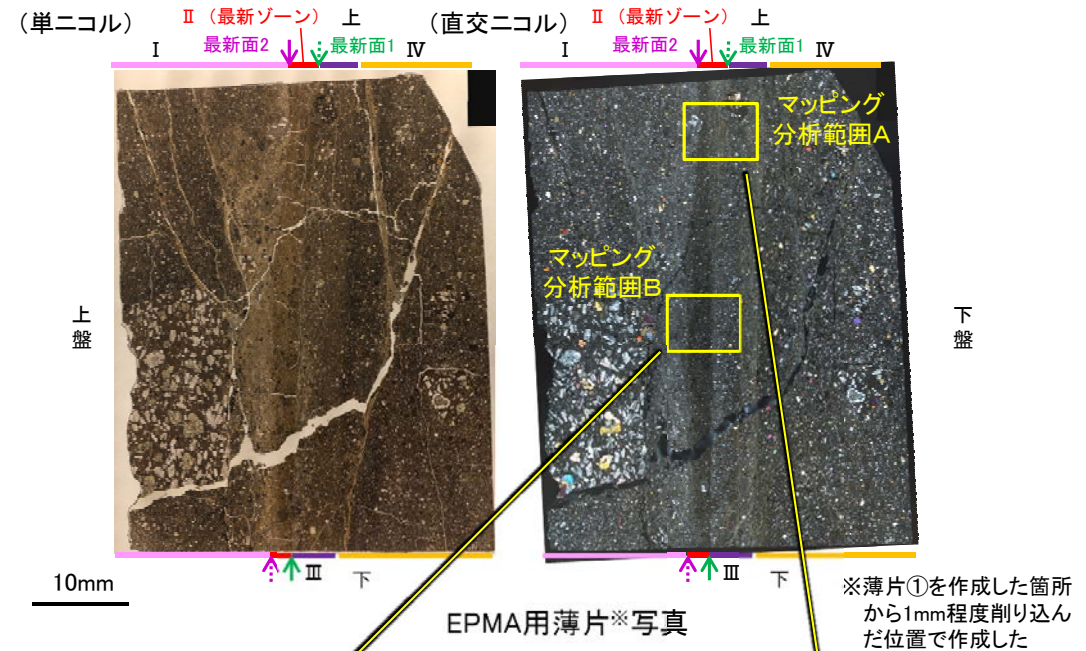 (単ニコル)
Ⅱ (最新ゾーン)
上
Ⅰ
最新面2
最新面1
Ⅳ
(直交ニコル)
Ⅱ (最新ゾーン)
上
Ⅰ
最新面2
最新面1
Ⅳ
マッピング
分析範囲A
マッピング
分析範囲B
上
盤
下
盤
Ⅲ
下
Ⅲ
下
10mm
EPMA用薄片※写真
※薄片①を作成した箇所
から1mm程度削り込ん
だ位置で作成した